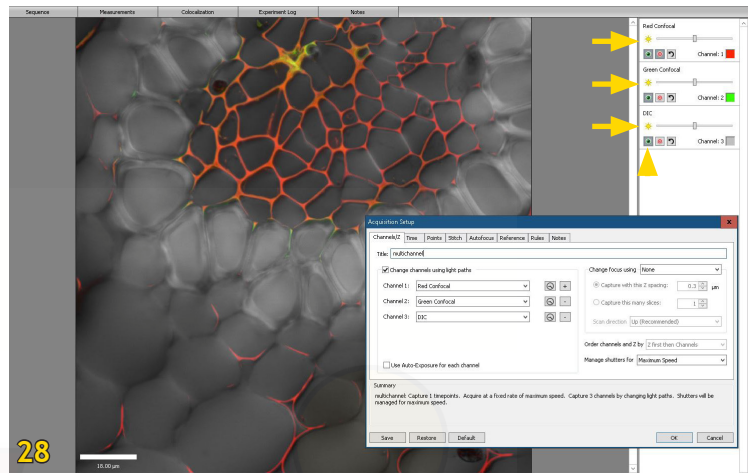 Sequence Measurements Colocalization Experiment Log Notes
Red Confocal
Channel: 1
Green Confocal
Channel: 2
DIC
Channel: 3
Acquisition Setup x
Channels/Z Time Points Stitch Autofocus Reference Rules Notes
Title: multichannel
Change channels using light paths
Change focus using None
Channel 1: Red Confocal +
Capture with this Z spacing: 0.3 µm
Channel 2: Green Confocal -
Capture this many slices: 1
Channel 3: DIC -
Scan direction Up (Recommended)
Order channels and Z by Z first then Channels
Use Auto-Exposure for each channel
Manage shutters for Maximum Speed
Summary
multichannel: Capture 1 timepoints. Acquire at a fixed rate of maximum speed. Capture 3 channels by changing light paths. Shutters will be
managed for maximum speed.
Save Restore Default OK Cancel
28
16.00 µm